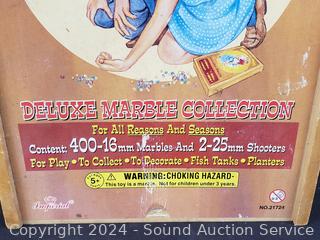 DELUXE MARBLE COLLECTION
For All Reasons And Seasons
Content: 400-16mm Marbles And 2-25mm Shooters
For Play • To Collect • To Decorate • Fish Tanks • Planters
5+
WARNING: CHOKING HAZARD-
This toy is a marble. Not for children under 3 years.
Imperial
NO.21724
Copyright 2024 - Sound Auction Service